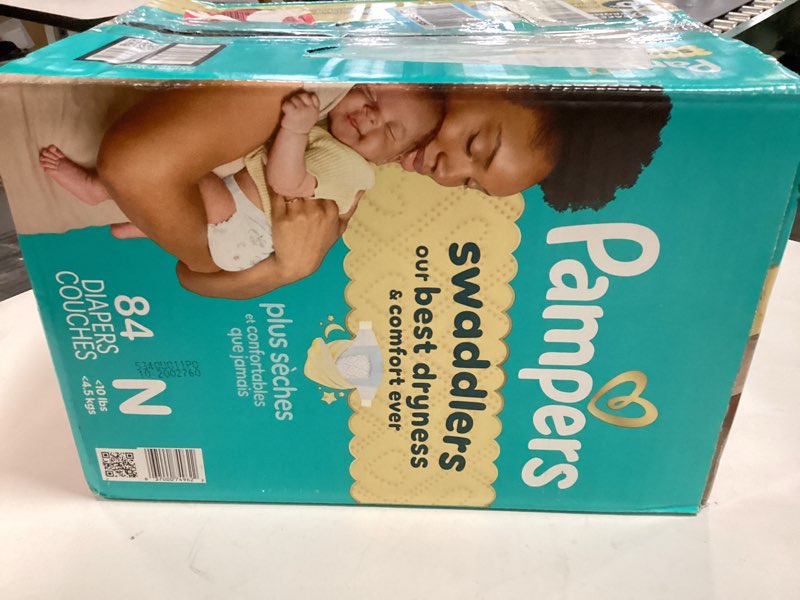 Pampers
swaddlers
our best dryness
& comfort ever
plus sèches
et confortables
que jamais
84
DIAPERS
COUCHES
N
<10 lbs
<4.5 kgs